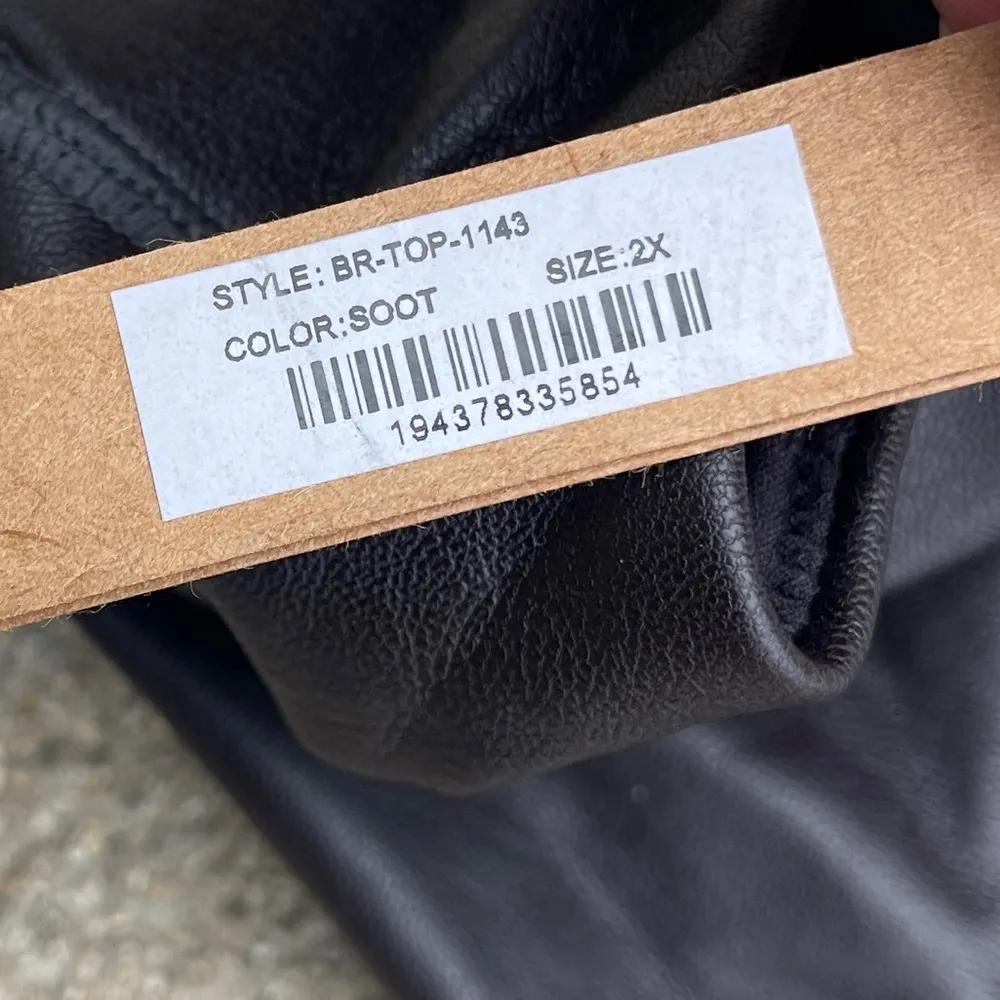 STYLE: BR-TOP-1143
COLOR:SOOT SIZE:2X
194378335854